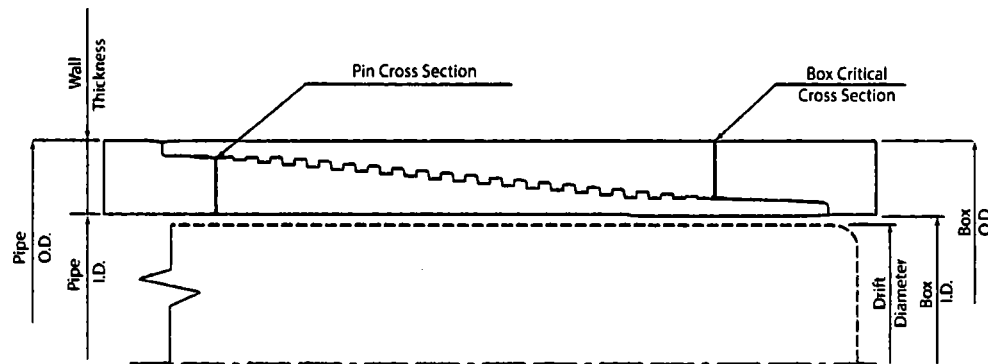 Wall
Thickness
Pin Cross Section
Box Critical
Cross Section
Pipe
O.D.
Pipe
I.D.
Drift
Diameter
Box
I.D.
Box
O.D.